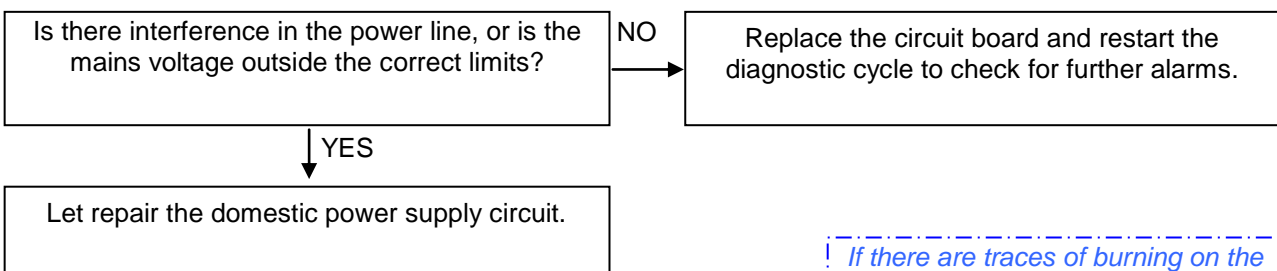 Is there interference in the power line, or is the
mains voltage outside the correct limits?
NO
Replace the circuit board and restart the
diagnostic cycle to check for further alarms.
YES
Let repair the domestic power supply circuit.
If there are traces of burning on the